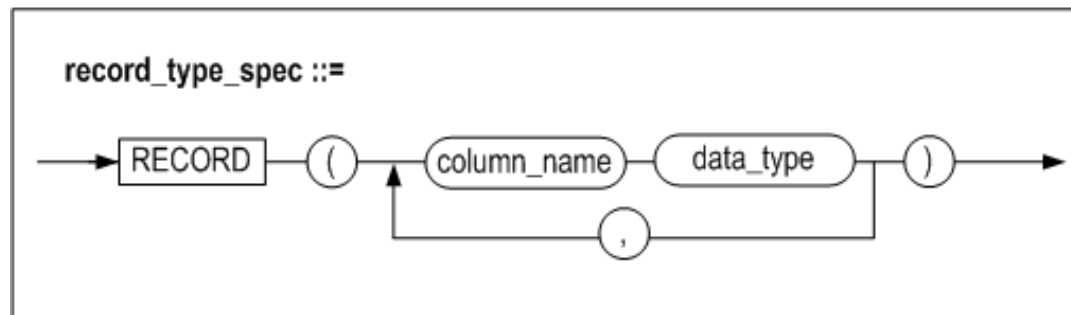 record_type_spec ::=
RECORD ( column_name data_type )
,